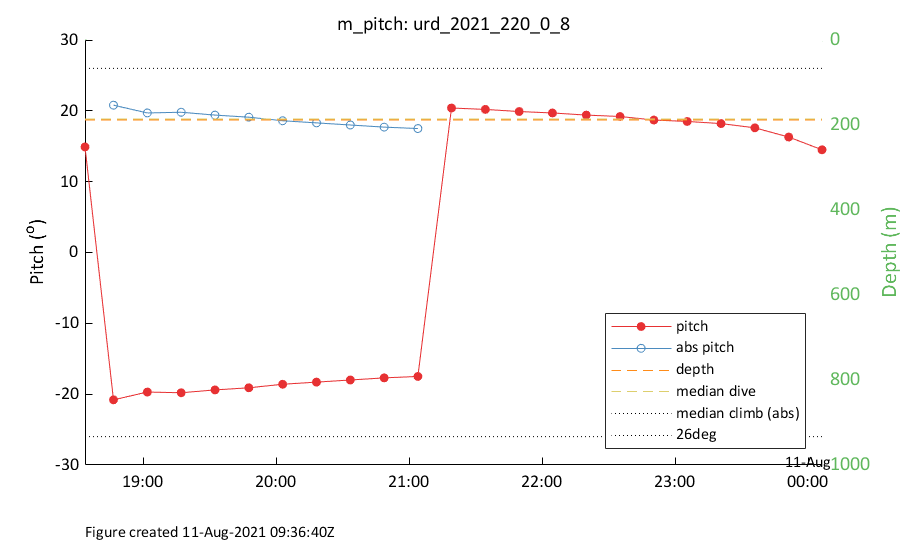 m_pitch: urd_2021_220_0_8
30
20
10
0
-10
-20
-30
Pitch (º)
0
200
400
600
800
1000
Depth (m)
pitch
abs pitch
depth
median dive
median climb (abs)
26deg
11-Aug
19:00
20:00
21:00
22:00
23:00
00:00
Figure created 11-Aug-2021 09:36:40Z